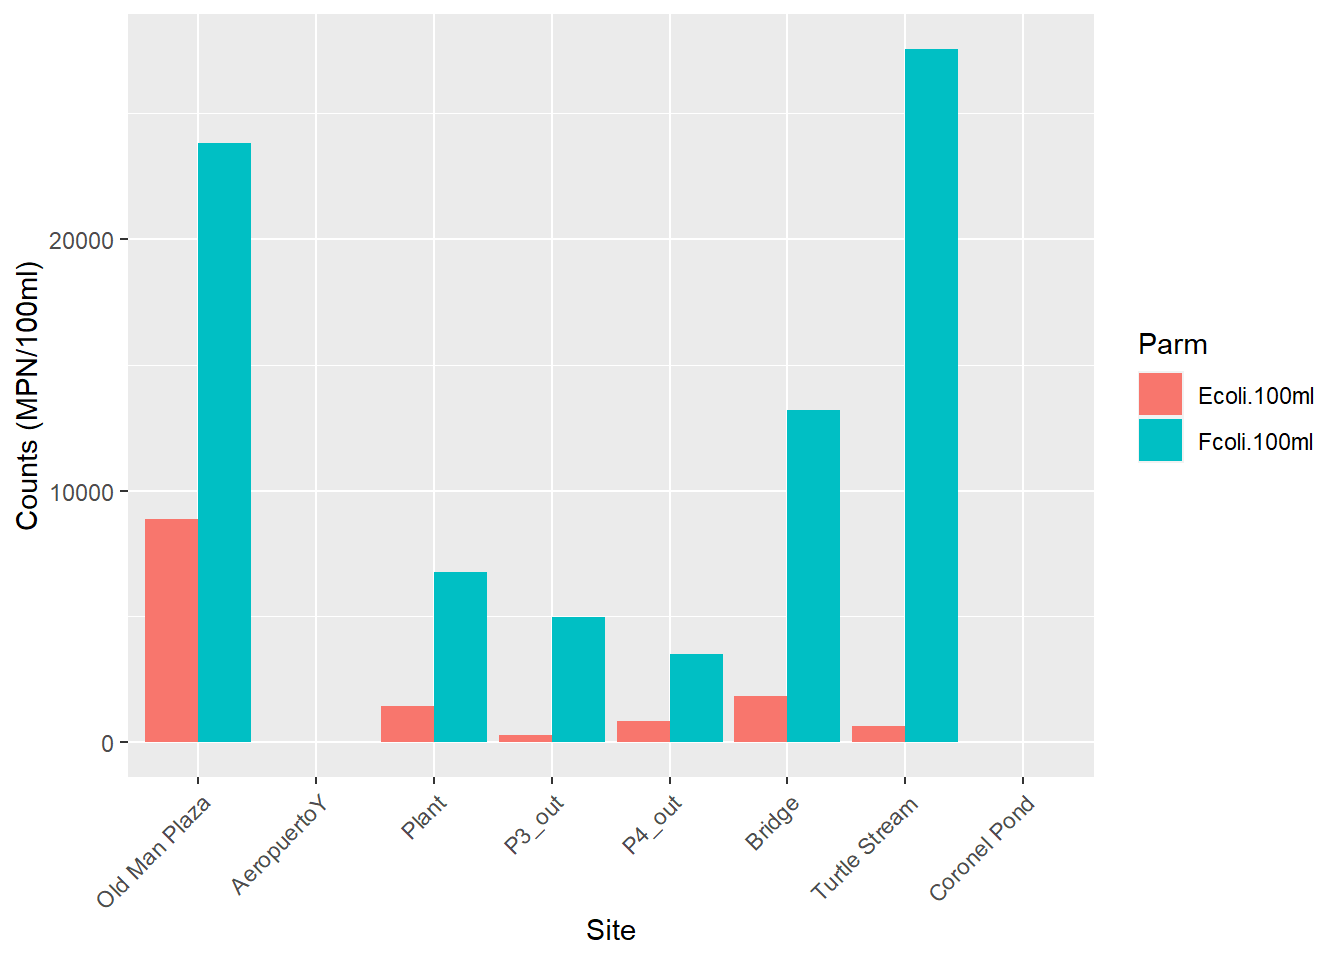 Counts (MPN/100ml)
20000
10000
0
Old Man Plaza
AeropuertoY
Plant
P3_out
P4_out
Bridge
Turtle Stream
Coronel Pond
Site
Parm
Ecoli.100ml
Fcoli.100ml